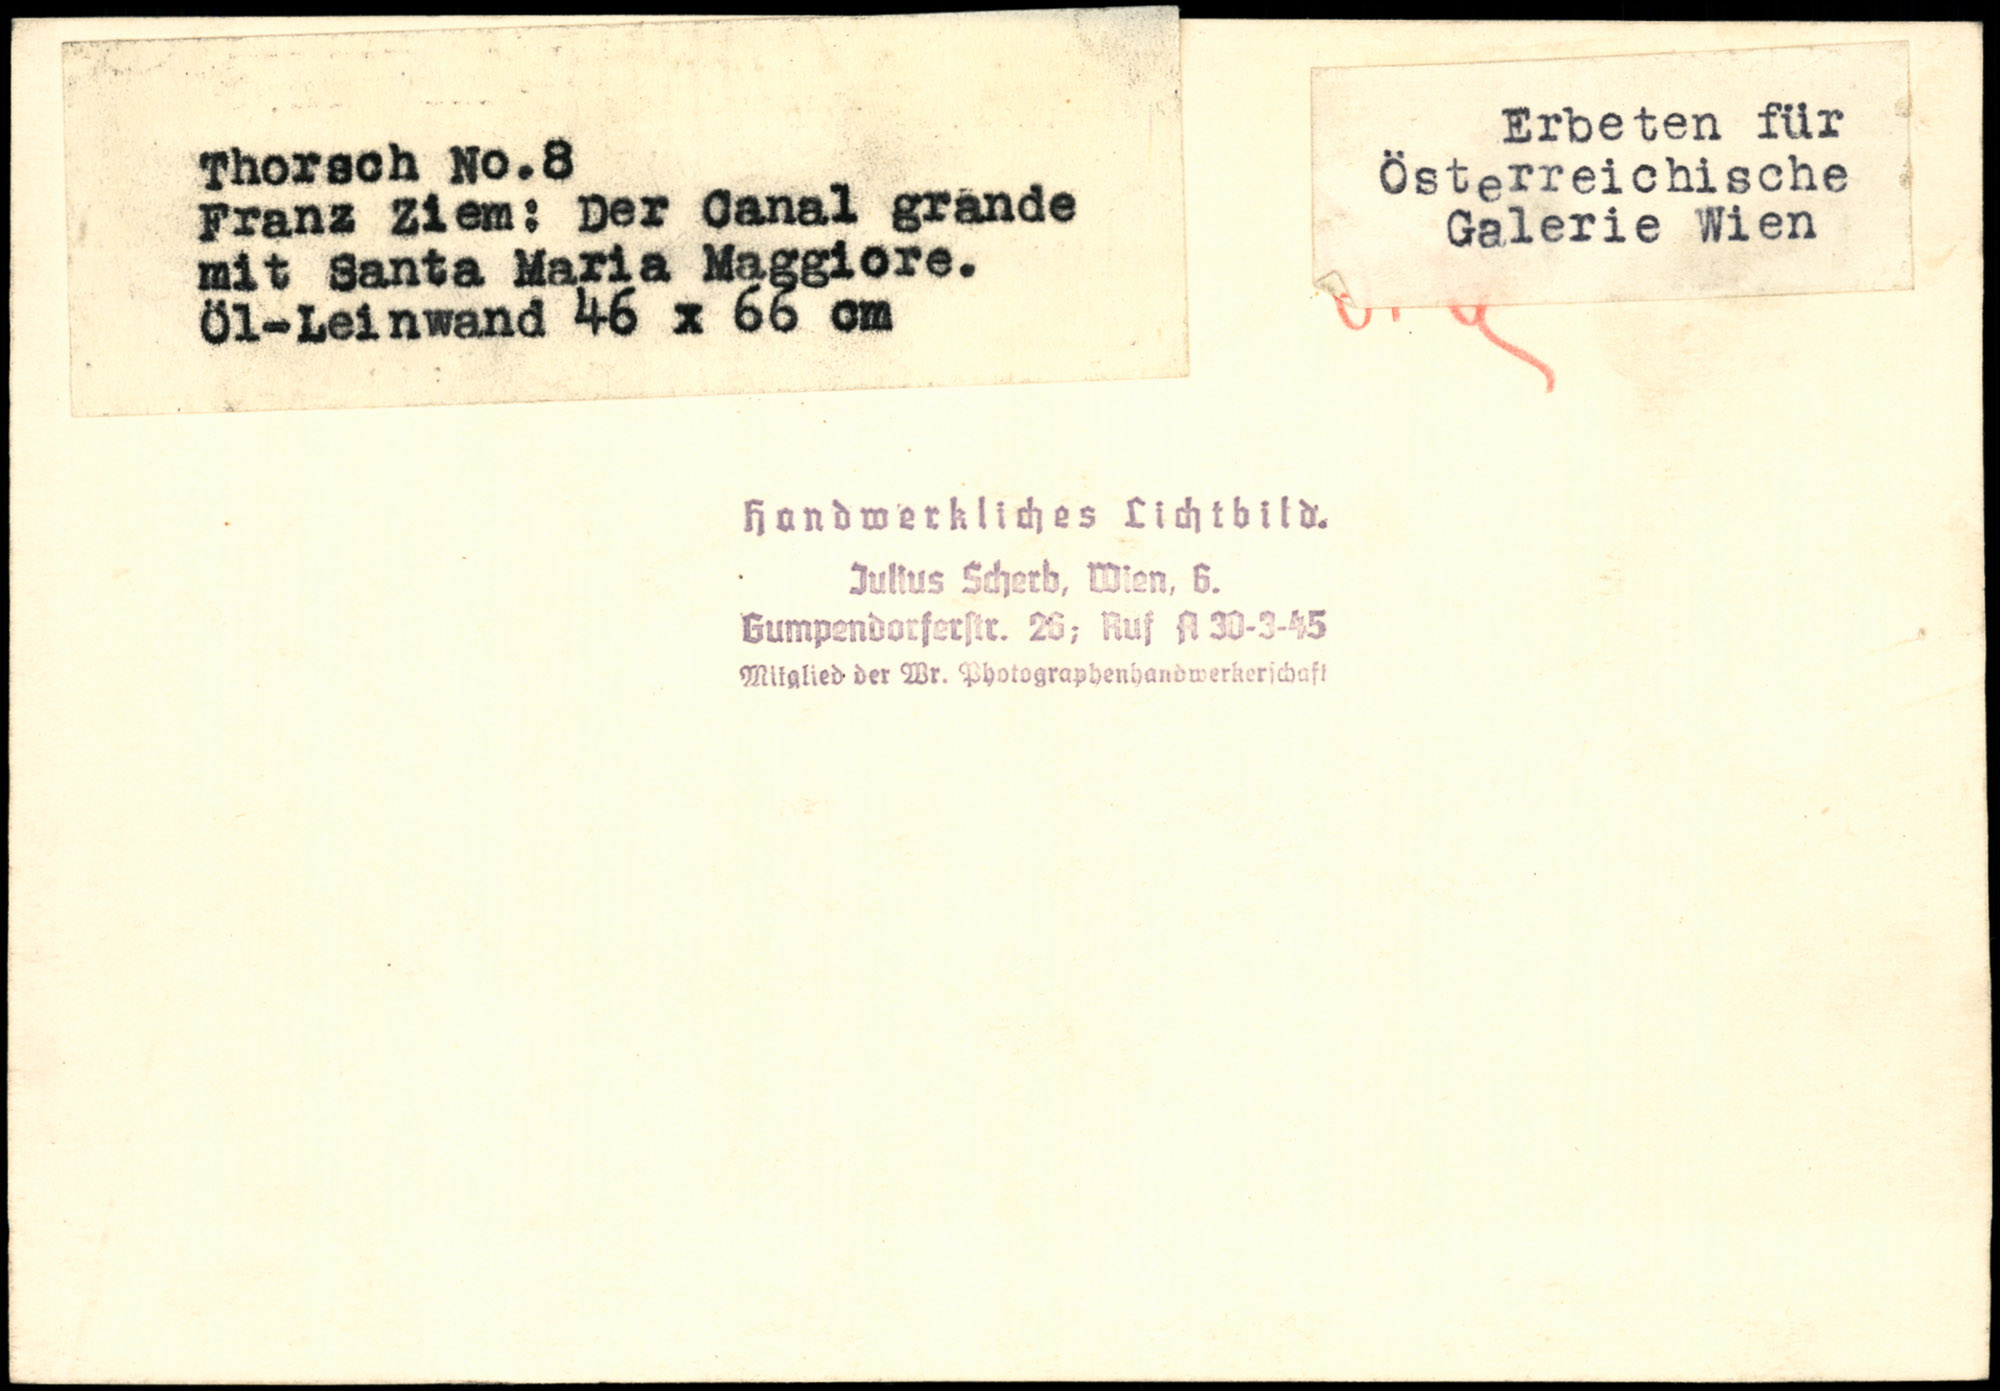 Thorsch No.8
Franz Ziem: Der Canal grande
mit Santa Maria Maggiore.
Öl-Leinwand 46 x 66 cm
Erbeten für
Österreichische
Galerie Wien
Handwerkliches Lichtbild.
Julius Scherb, Wien, 6.
Gumpendorferstr. 26; Ruf A 30-3-45
Mitglied der Wr. Photographenhandwerkerschaft